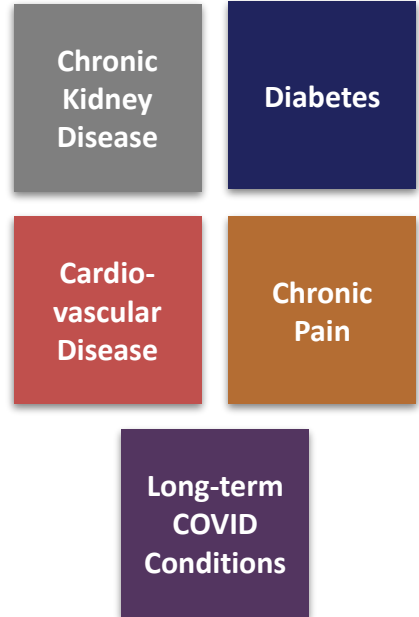 Chronic
Kidney
Disease
Diabetes
Cardio-
vascular
Disease
Chronic
Pain
Long-term
COVID
Conditions